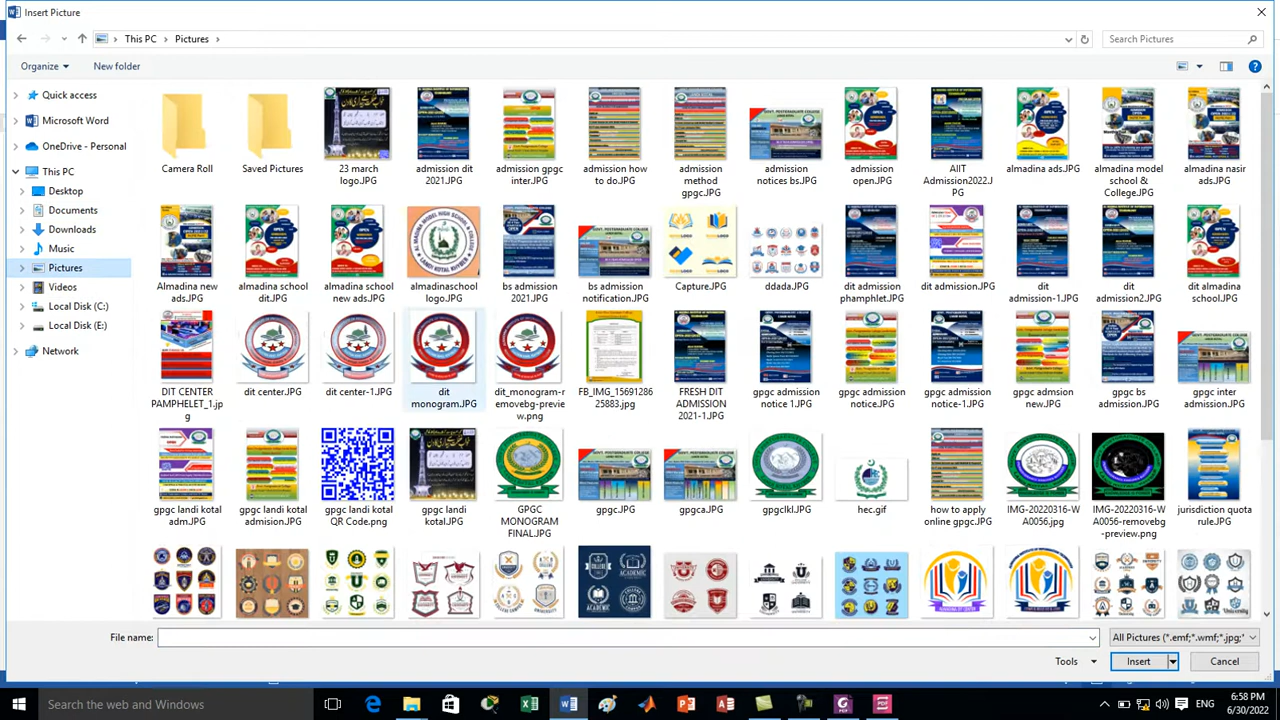 Insert Picture
This PC > Pictures >
Search Pictures
Organize
New folder
Quick access
Microsoft Word
OneDrive - Personal
This PC
Desktop
Documents
Downloads
Music
Pictures
Videos
Local Disk (C:)
Local Disk (E:)
Network
Camera Roll
Saved Pictures
23 march
logo.JPG
admission dit
2021.JPG
admission gpgc
inter.JPG
admission how
to do.JPG
admission
method
gpgc.JPG
admission
notices bs.JPG
admission
open.JPG
AIIT
Admission2022.J
PG
almadina ads.JPG
almadina model
school &
College.JPG
almadina nasir
ads.JPG
Almadina new
ads.JPG
almadina school
dit.JPG
almadina school
new ads.JPG
almadinaschool
logo.JPG
bs admission
2021.JPG
bs admission
notification.JPG
Capture.JPG
ddada.JPG
dit admission
phamphlet.JPG
dit admission.JPG
dit
admission-1.JPG
dit
admission2.JPG
dit almadina
school.JPG
DIT CENTER
PAMPHELET_1.jp
g
dit center.JPG
dit center-1.JPG
dit
monogram.JPG
dit_monogram-r
emovebg-previe
w.png
FB_IMG_15691286
25883.jpg
FRESH DIT
ADMISSION
2021-1.JPG
gpgc admission
notice 1.JPG
gpgc admission
notice.JPG
gpgc admission
notice-1.JPG
gpgc admsion
new.JPG
gpgc bs
admission.JPG
gpgc inter
admission.JPG
gpgc landi kotal
adm.JPG
gpgc landi kotal
admision.JPG
gpgc landi kotal
QR Code.png
gpgc landi
kotal.JPG
GPGC
MONOGRAM
FINAL.JPG
gpgc.JPG
gpgca.JPG
gpgclkl.JPG
hec.gif
how to apply
online gpgc.JPG
IMG-20220316-W
A0056.jpg
IMG-20220316-W
A0056-removebg
-preview.png
jurisdiction quota
rule.JPG
File name:
All Pictures (*.emf;*.wmf;*.jpg;*
Tools
Insert
Cancel
Search the web and Windows
ENG
6:58 PM
6/30/2022